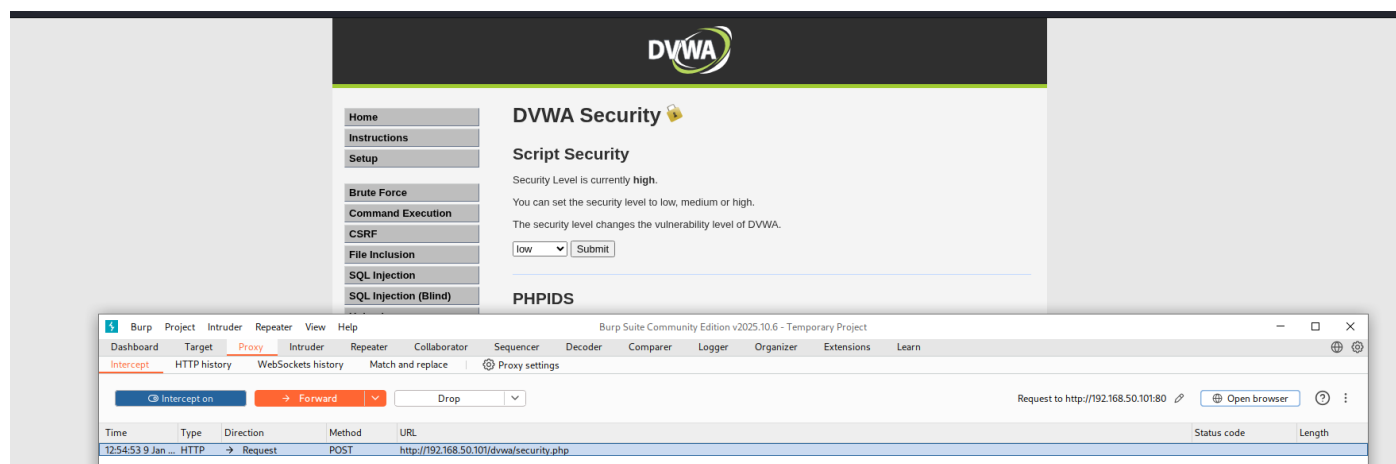 DVWA
Home
Instructions
Setup
Brute Force
Command Execution
CSRF
File Inclusion
SQL Injection
SQL Injection (Blind)
DVWA Security
Script Security
Security Level is currently high.
You can set the security level to low, medium or high.
The security level changes the vulnerability level of DVWA.
low Submit
PHPIDS
Burp Project Intruder Repeater View Help Burp Suite Community Edition v2025.10.6 - Temporary Project
Dashboard Target Proxy Intruder Repeater Collaborator Sequencer Decoder Comparer Logger Organizer Extensions Learn
Intercept HTTP history WebSockets history Match and replace Proxy settings
Intercept on → Forward Drop Request to http://192.168.50.101:80 Open browser ?
Time Type Direction Method URL Status code Length
12:54:53 9 Jan ... HTTP → Request POST http://192.168.50.101/dvwa/security.php